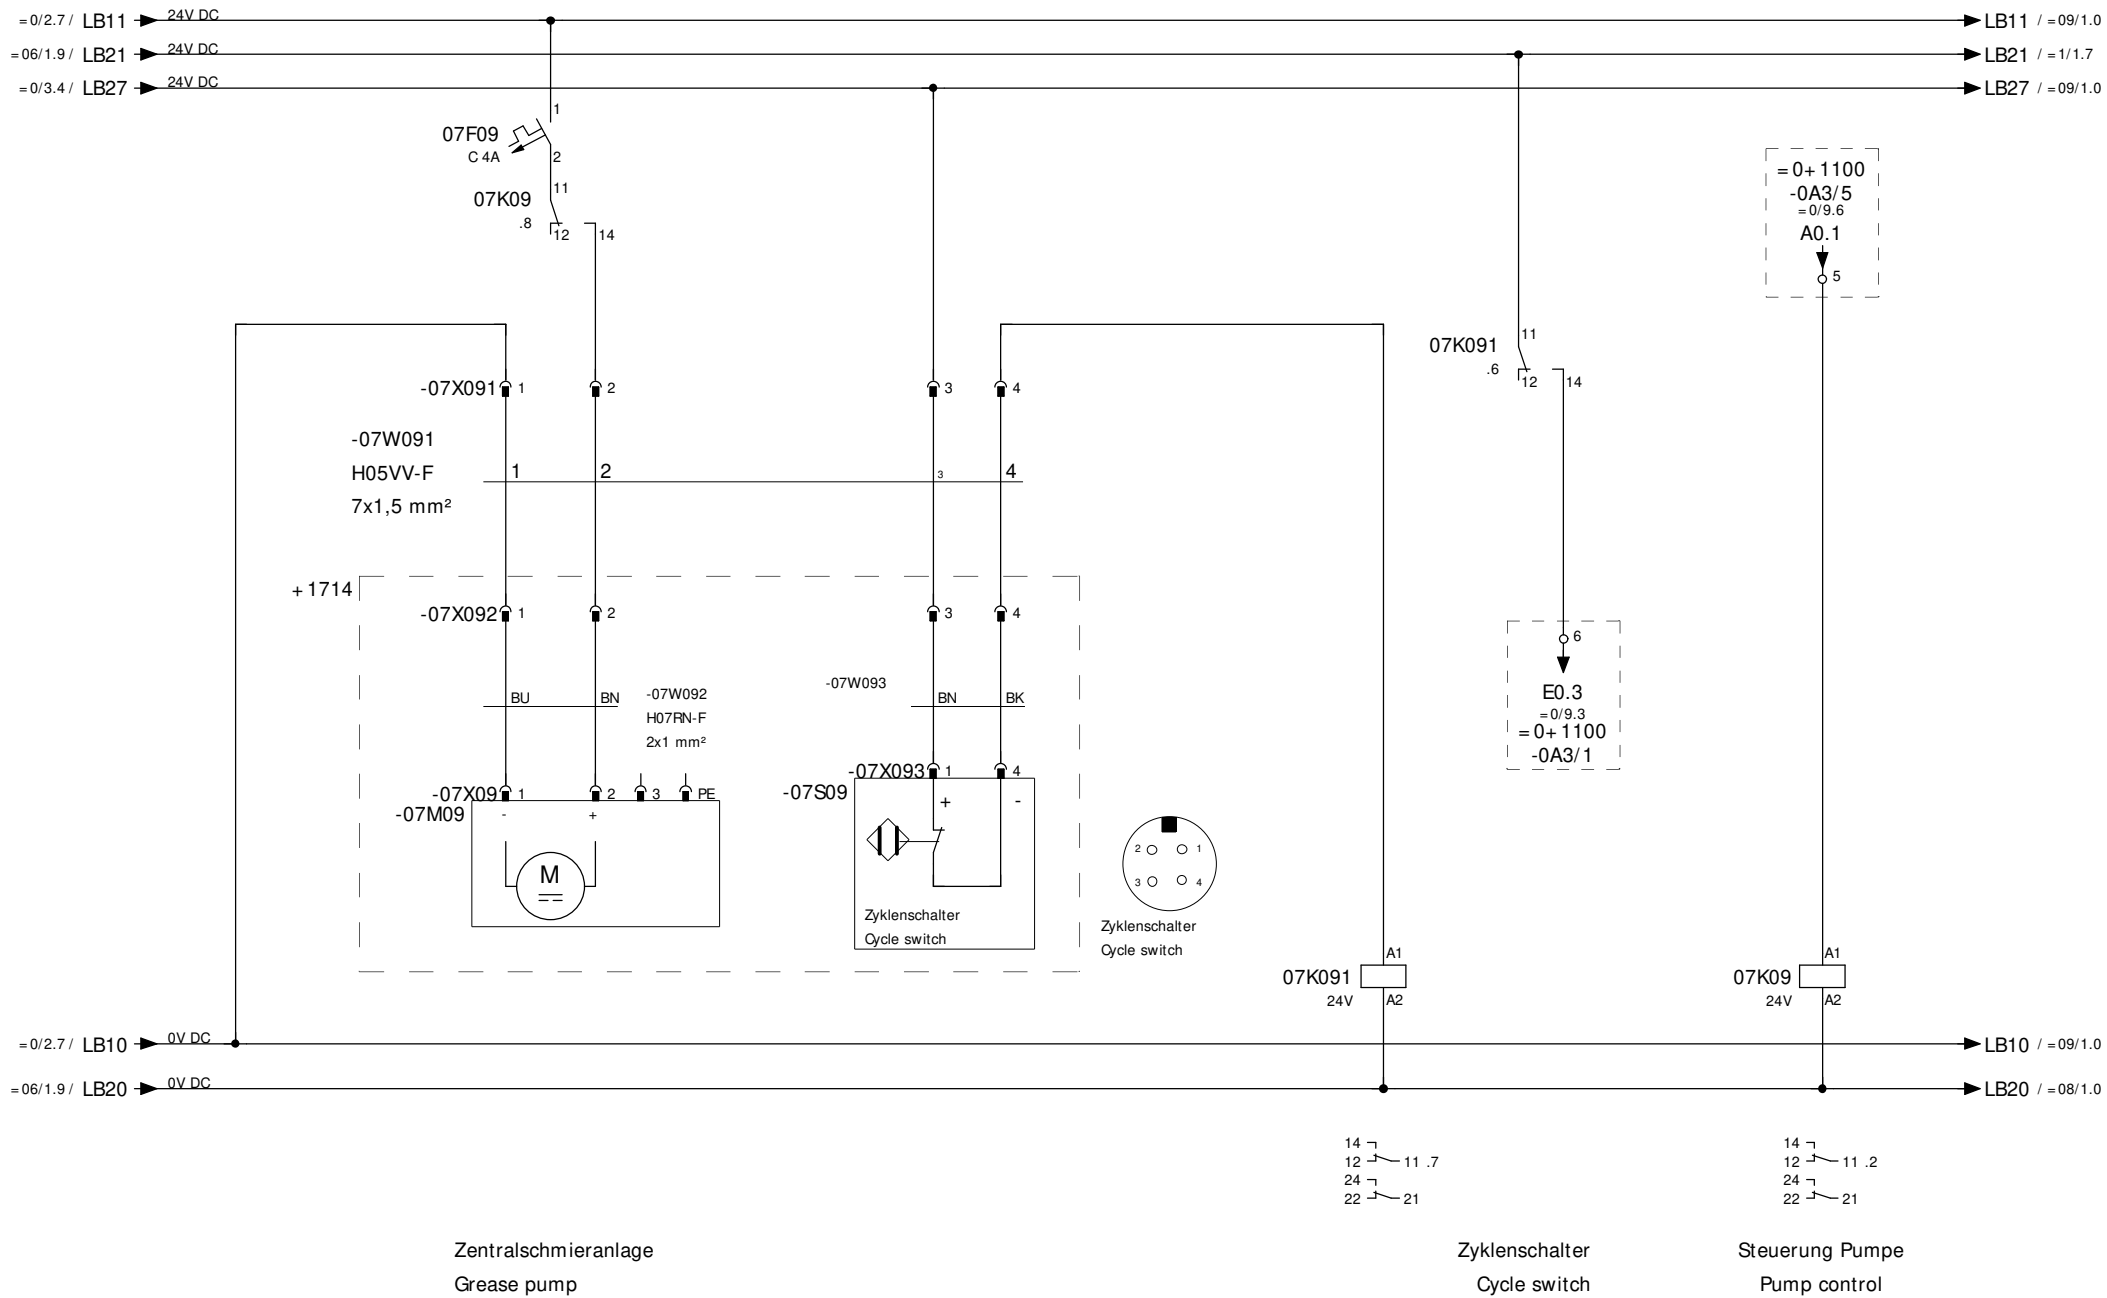 =0/2.7/ LB11 24V DC LB11 /=09/1.0
=06/1.9/ LB21 24V DC LB21 /=1/1.7
=0/3.4/ LB27 24V DC LB27 /=09/1.0
1
07F09
C 4A
2
11
07K09
.8
12 14
=0+1100
-0A3/5
=0/9.6
A0.1
5
11
07K091
.6
12 14
-07X091 1 2 3 4
-07W091
H05VV-F
7x1,5 mm²
1 2 3 4
+1714
-07X092 1 2 3 4
6
E0.3
=0/9.3
=0+1100
-0A3/1
BU BN
-07W092
H07RN-F
2x1 mm²
-07W093
BN BK
-07X09 1 2 3 PE
-07M09
- +
M
-07X093 1 4
-07S09
+ -
Zyklenschalter
Cycle switch
2 1
3 4
Zyklenschalter
Cycle switch
A1
07K091
24V
A2
A1
07K09
24V
A2
=0/2.7/ LB10 0V DC LB10 /=09/1.0
=06/1.9/ LB20 0V DC LB20 /=08/1.0
14
12 11 .7
24
22 21
14
12 11 .2
24
22 21
Zentralschmieranlage
Grease pump
Zyklenschalter
Cycle switch
Steuerung Pumpe
Pump control